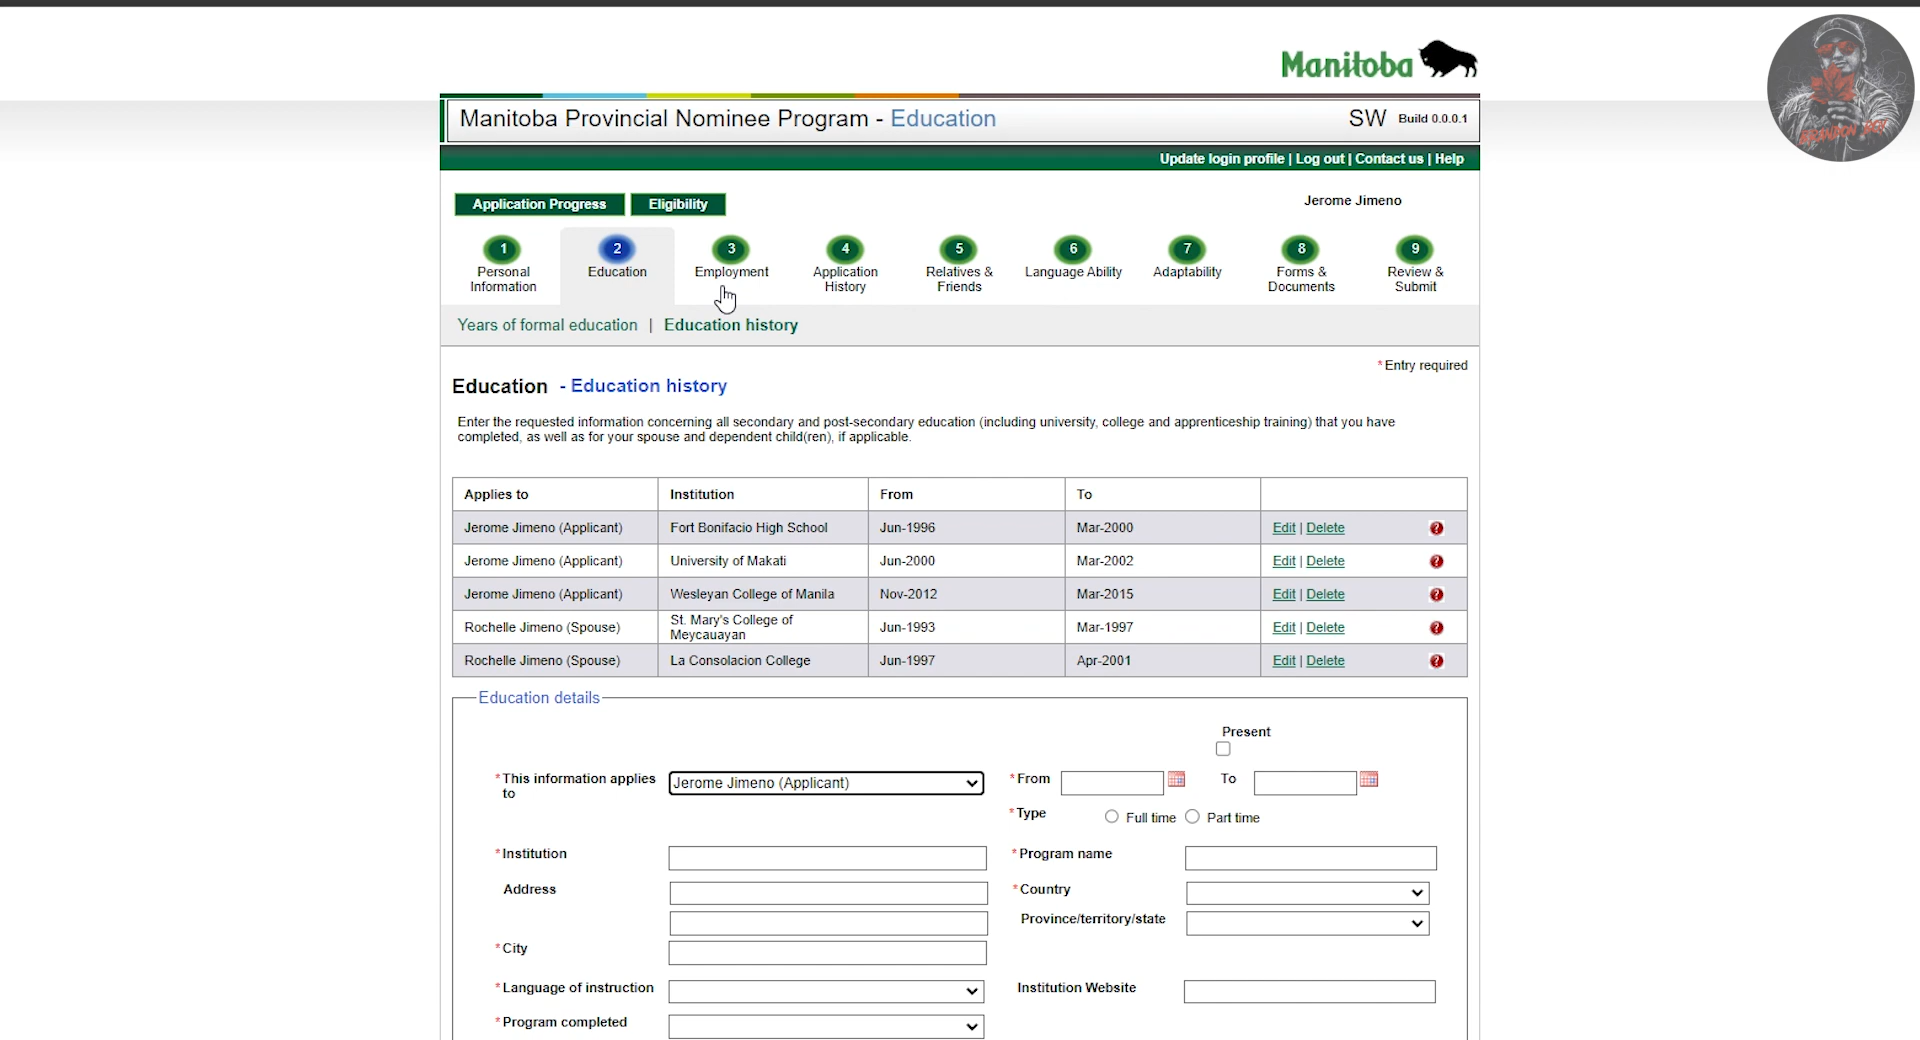 Manitoba
Manitoba Provincial Nominee Program - Education
SW Build 0.0.0.1
Update login profile | Log out | Contact us | Help
Application Progress
Eligibility
Jerome Jimeno
1
Personal
Information
2
Education
3
Employment
4
Application
History
5
Relatives &
Friends
6
Language Ability
7
Adaptability
8
Forms &
Documents
9
Review &
Submit
Years of formal education | Education history
*Entry required
Education - Education history
Enter the requested information concerning all secondary and post-secondary education (including university, college and apprenticeship training) that you have
completed, as well as for your spouse and dependent child(ren), if applicable.
Applies to Institution From To
Jerome Jimeno (Applicant) Fort Bonifacio High School Jun-1996 Mar-2000 Edit | Delete ?
Jerome Jimeno (Applicant) University of Makati Jun-2000 Mar-2002 Edit | Delete ?
Jerome Jimeno (Applicant) Wesleyan College of Manila Nov-2012 Mar-2015 Edit | Delete ?
Rochelle Jimeno (Spouse) St. Mary's College of
Meycauayan Jun-1993 Mar-1997 Edit | Delete ?
Rochelle Jimeno (Spouse) La Consolacion College Jun-1997 Apr-2001 Edit | Delete ?
Education details
Present
*This information applies
to
Jerome Jimeno (Applicant)
*From
To
*Type Full time Part time
*Institution
*Program name
Address
*Country
Province/territory/state
*City
*Language of instruction
Institution Website
*Program completed